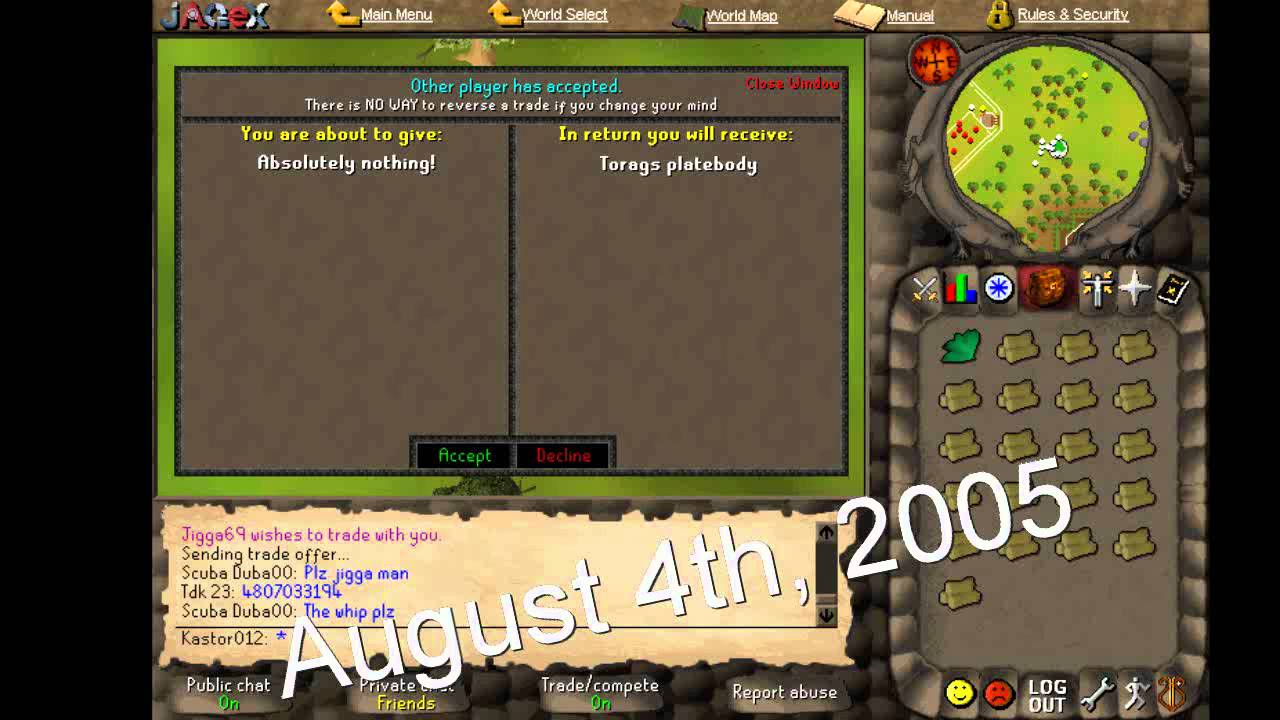 JAGEX
Main Menu
World Select
World Map
Manual
Rules & Security
Other player has accepted.
Close Window
There is NO WAY to reverse a trade if you change your mind
You are about to give:
In return you will receive:
Absolutely nothing!
Torags platebody
Accept
Decline
N
W E
S
Jigga69 wishes to trade with you.
Sending trade offer...
Scuba Duba00: Plz jigga man
Tdk 23: 4807033194
Scuba Duba00: The whip plz
Kastor012: *
August 4th, 2005
Public chat
On
Private chat
Friends
Trade/compete
On
Report abuse
LOG
OUT